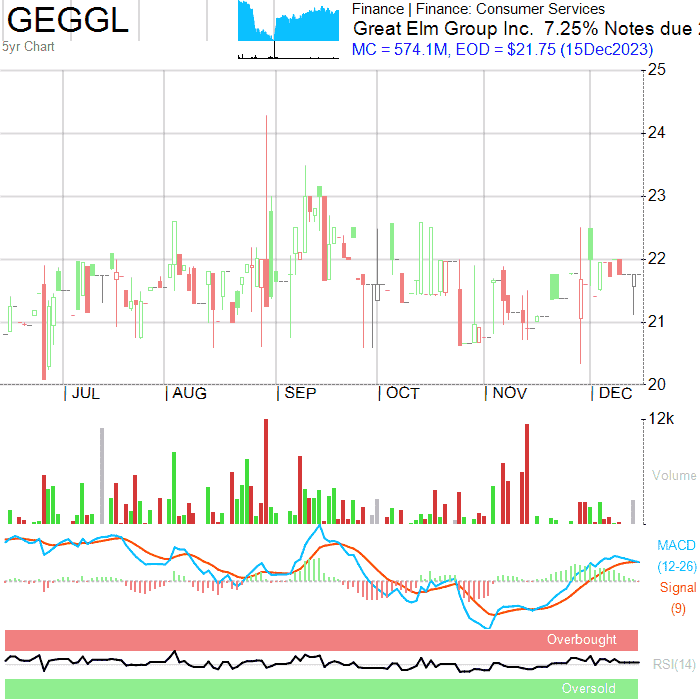 GEGGL
5yr Chart
Finance | Finance: Consumer Services
Great Elm Group Inc. 7.25% Notes due
MC = 574.1M, EOD = $21.75 (15Dec2023)
25
24
23
22
21
20
JUL AUG SEP OCT NOV DEC
12k
Volume
MACD
(12-26)
Signal
(9)
Overbought
RSI(14)
Oversold